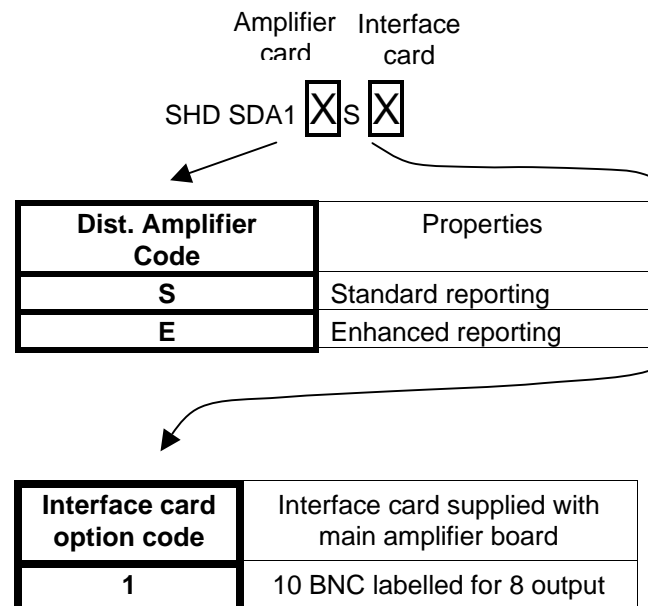 Amplifier card
Interface card
SHD SDA1 X S X
Dist. Amplifier Code
Properties
S
Standard reporting
E
Enhanced reporting
Interface card option code
Interface card supplied with main amplifier board
1
10 BNC labelled for 8 output